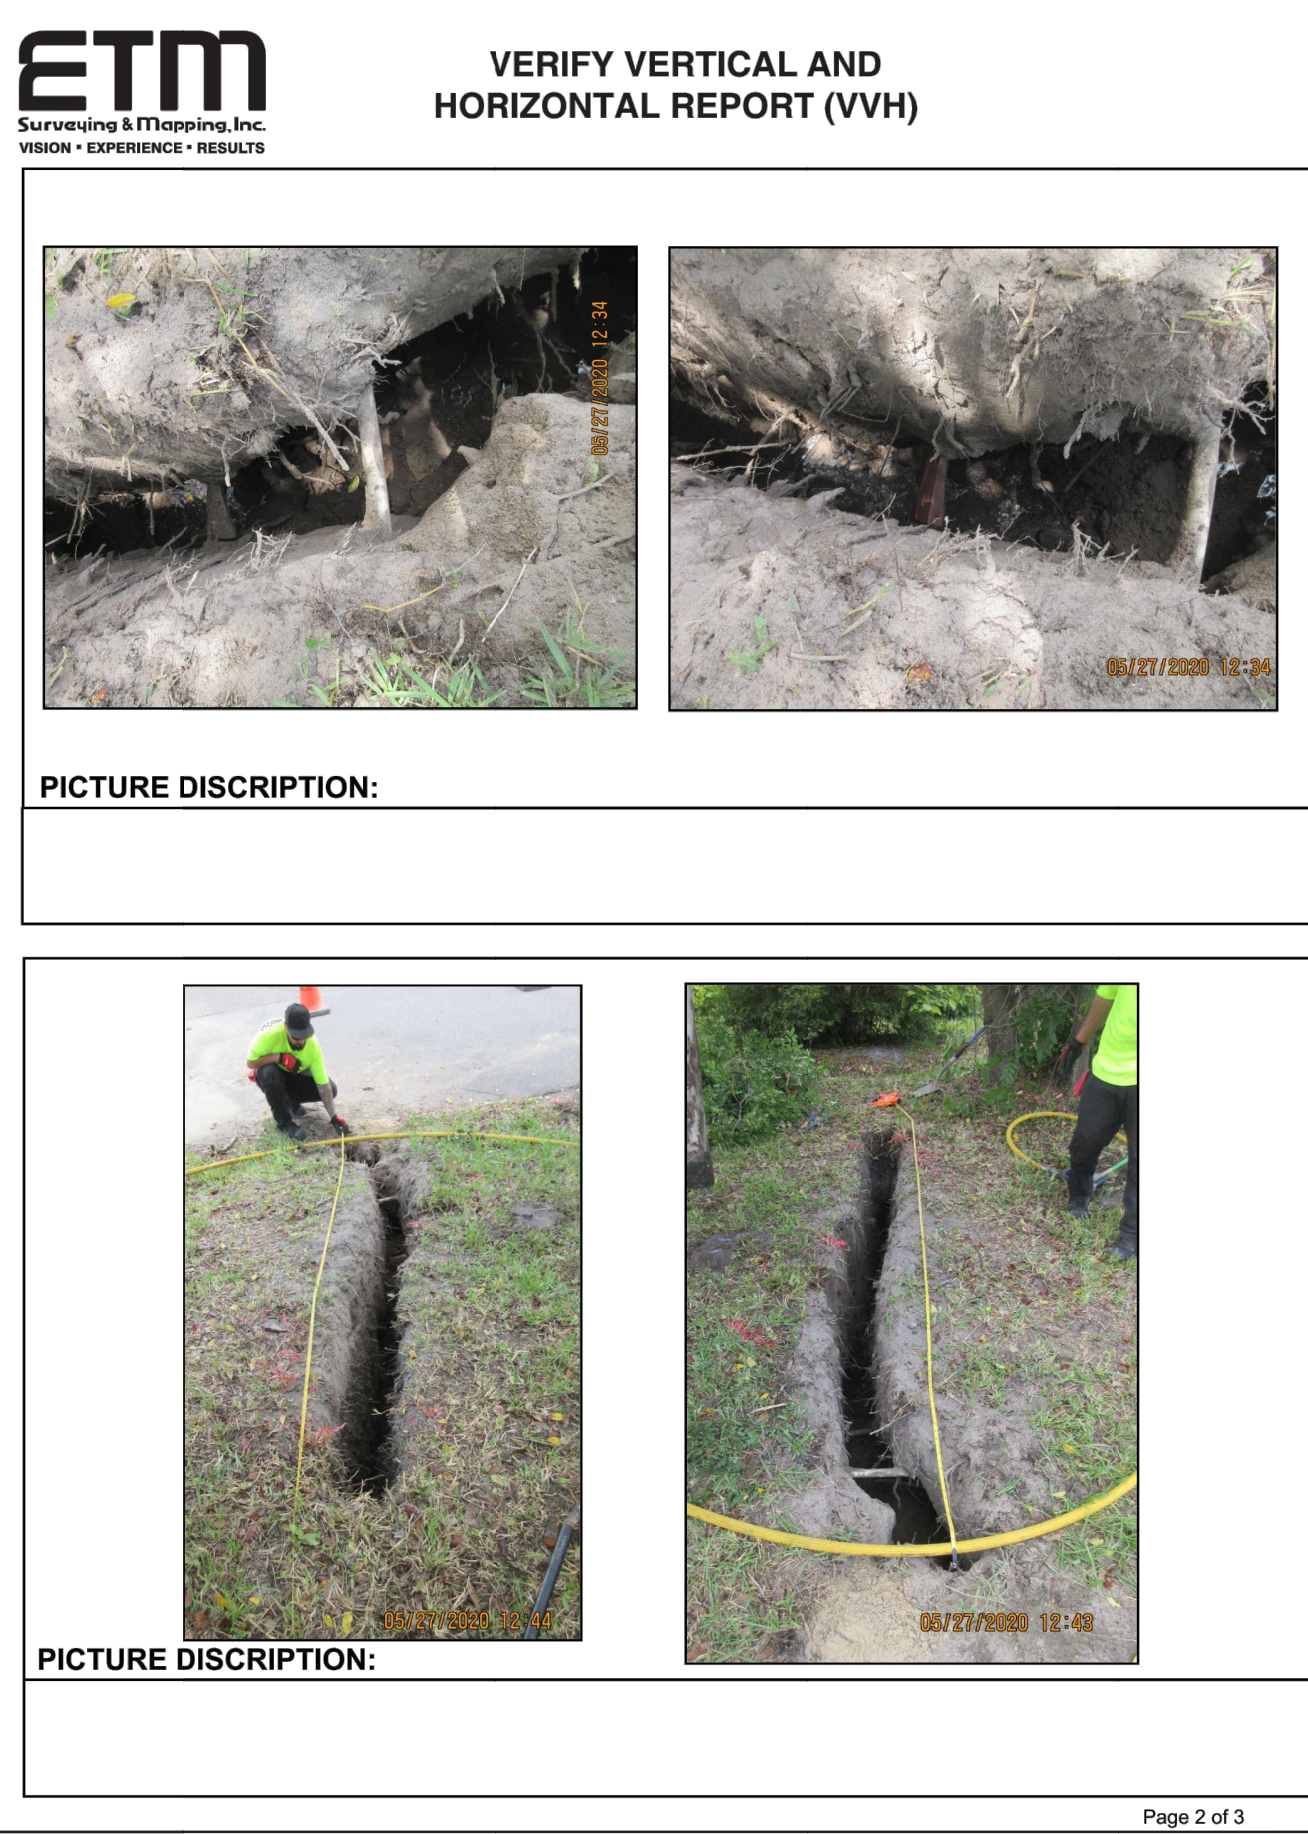 ETM
Surveying & Mapping, Inc.
VISION ▪ EXPERIENCE ▪ RESULTS
VERIFY VERTICAL AND
HORIZONTAL REPORT (VVH)
05/27/2020 12:34
05/27/2020 12:34
PICTURE DISCRIPTION:
05/27/2020 12:44
05/27/2020 12:43
PICTURE DISCRIPTION:
Page 2 of 3